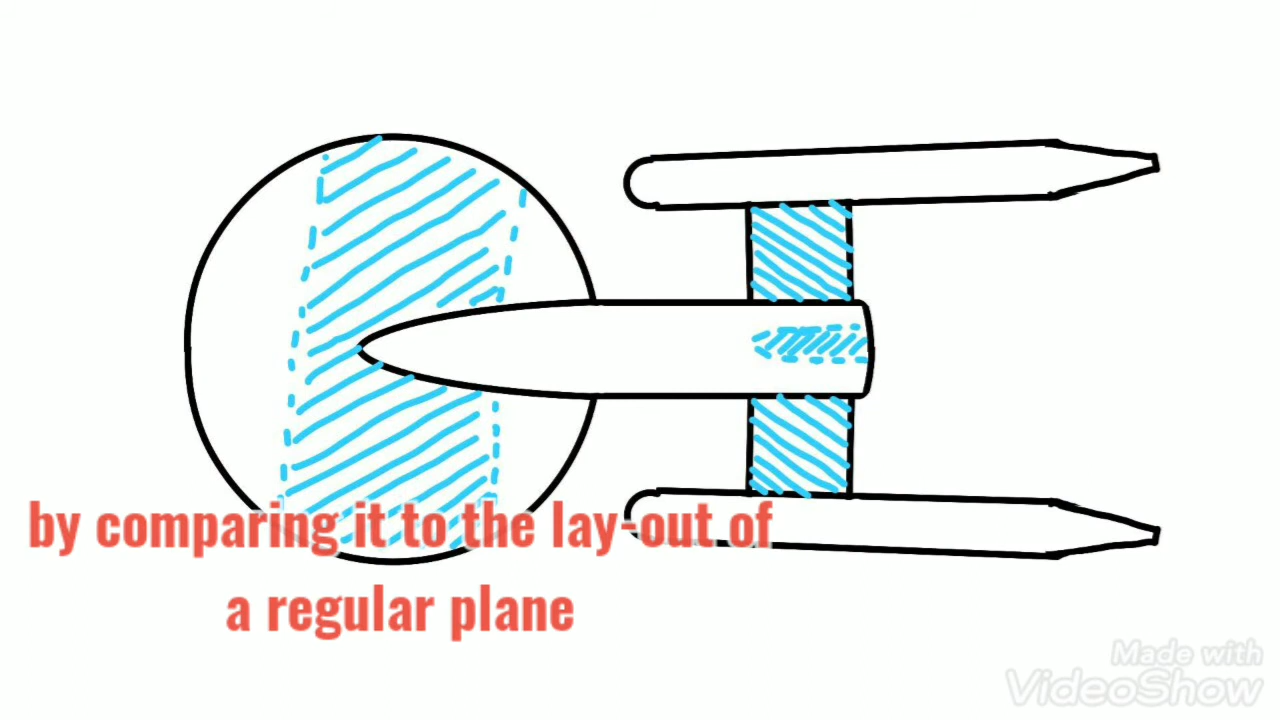 by comparing it to the lay-out of
a regular plane
Made with
VideoShow